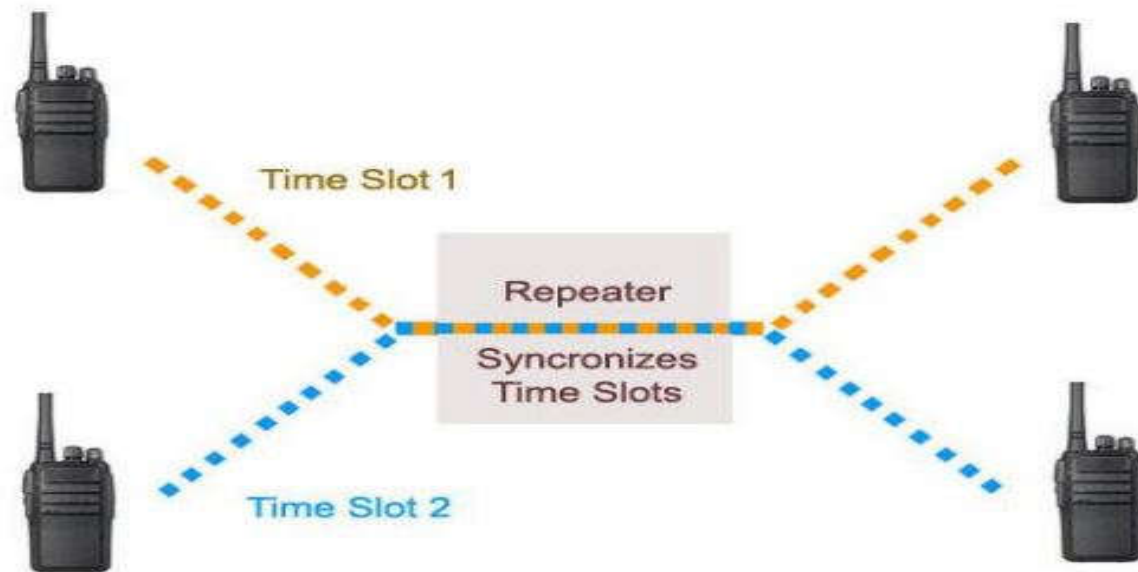 Time Slot 1
Repeater
Syncronizes
Time Slots
Time Slot 2